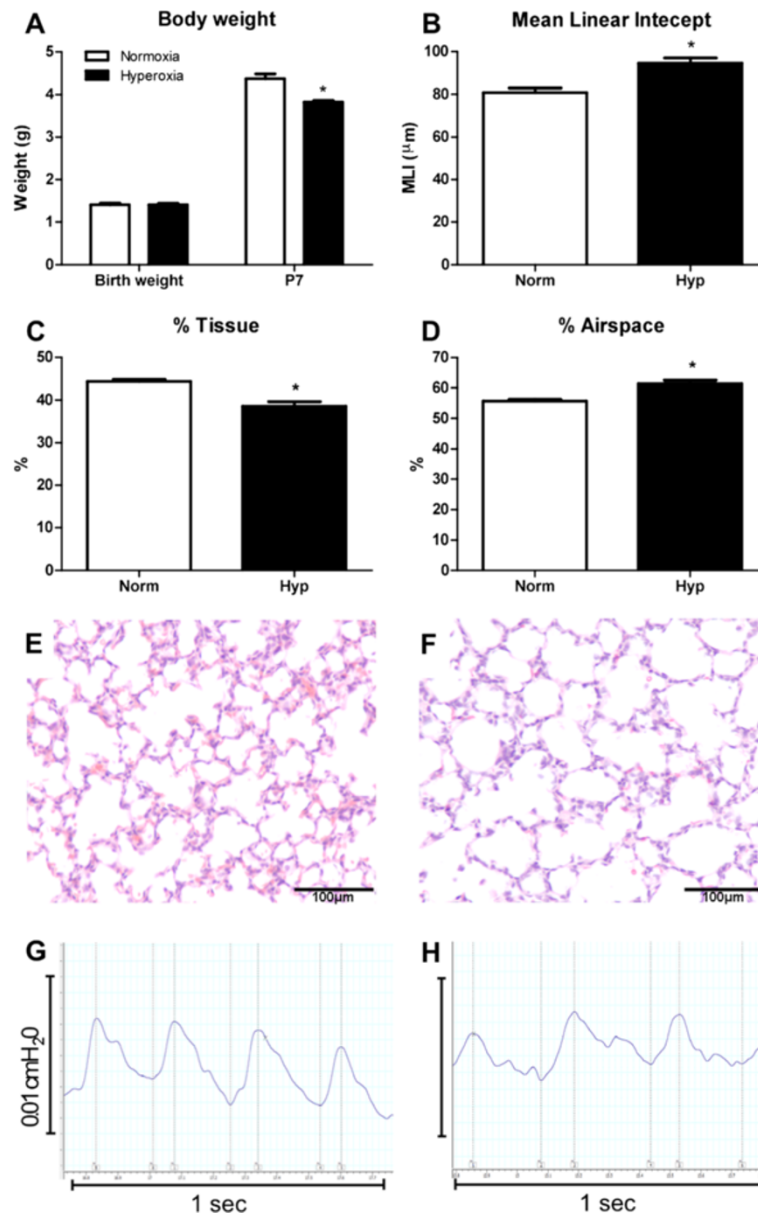 A
Body weight
Normoxia
Hyperoxia
Weight (g)
5
4
3
2
1
0
*
Birth weight
P7
B
Mean Linear Intecept
MLI (μm)
100
80
60
40
20
0
*
Norm
Hyp
C
% Tissue
%
50
40
30
20
10
0
*
Norm
Hyp
D
% Airspace
%
70
60
50
40
30
20
10
0
*
Norm
Hyp
E
100μm
F
100μm
G
0.01 cmH20
1 sec
H
1 sec